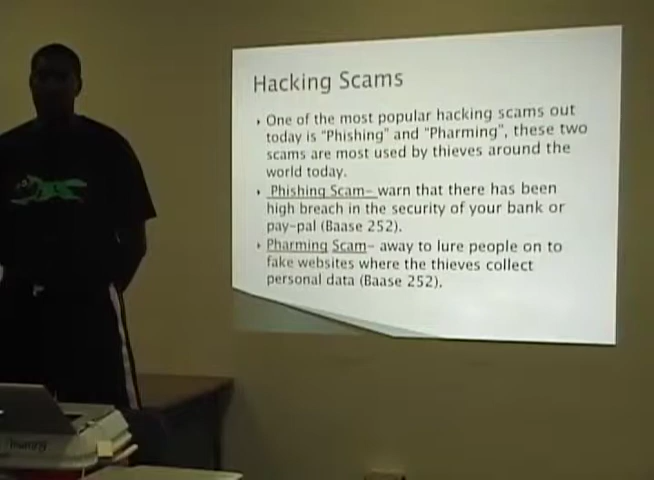 Hacking Scams
One of the most popular hacking scams out
today is "Phishing" and "Pharming", these two
scams are most used by thieves around the
world today.
Phishing Scam- warn that there has been
high breach in the security of your bank or
pay-pal (Baase 252).
Pharming Scam- away to lure people on to
fake websites where the thieves collect
personal data (Baase 252).